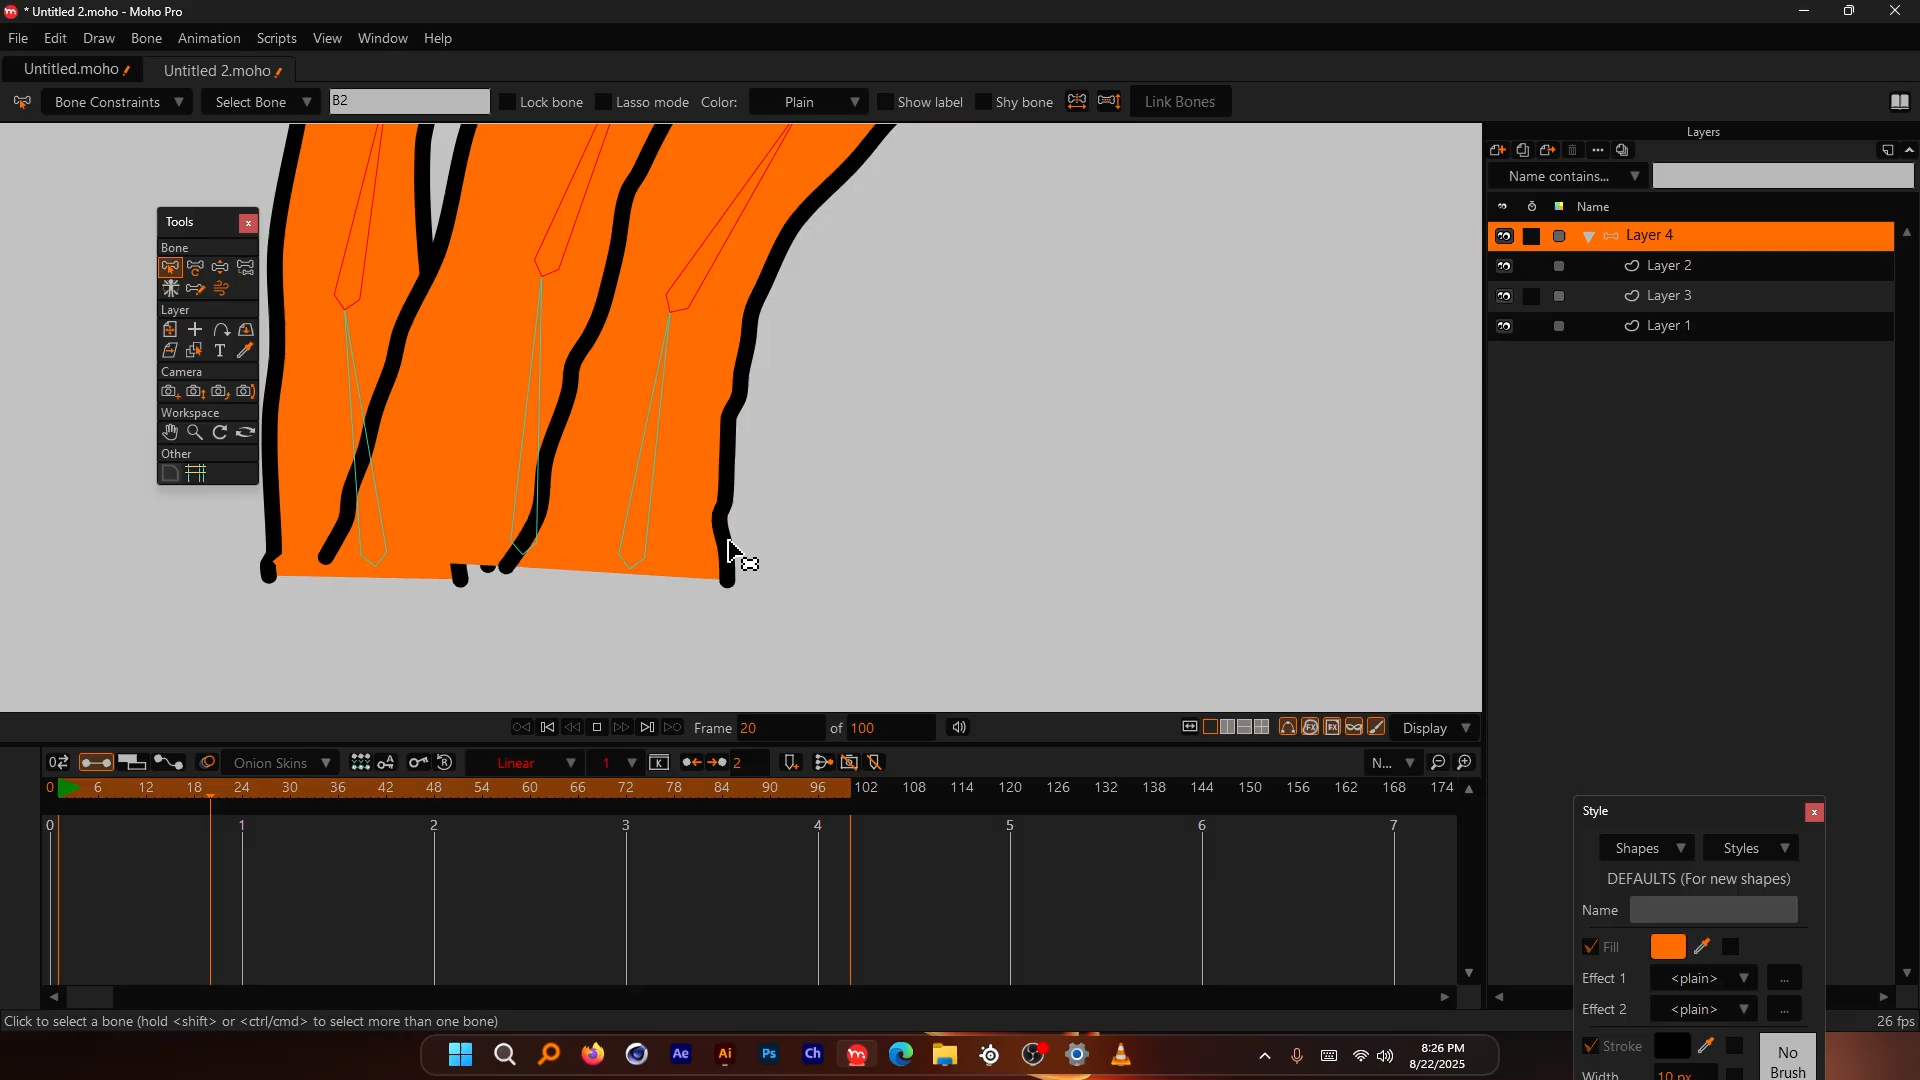 * Untitled 2.moho - Moho Pro
File Edit Draw Bone Animation Scripts View Window Help
Untitled.moho Untitled 2.moho
Bone Constraints Select Bone B2 Lock bone Lasso mode Color: Plain Show label Shy bone Link Bones
Layers
Name contains...
Name
Layer 4
Layer 2
Layer 3
Layer 1
Tools
Bone
Layer
Camera
Workspace
Other
Frame 20 of 100 Display
Onion Skins Linear 1 2 N...
0 6 12 18 24 30 36 42 48 54 60 66 72 78 84 90 96 102 108 114 120 126 132 138 144 150 156 162 168 174
0 1 2 3 4 5 6 7
Style
Shapes Styles
DEFAULTS (For new shapes)
Name
Fill
Effect 1 <plain> ...
Effect 2 <plain> ...
Stroke No Brush
Width 10 px
Click to select a bone (hold <shift> or <ctrl/cmd> to select more than one bone)
26 fps
Ae Ai Ps Ch
8:26 PM
8/22/2025